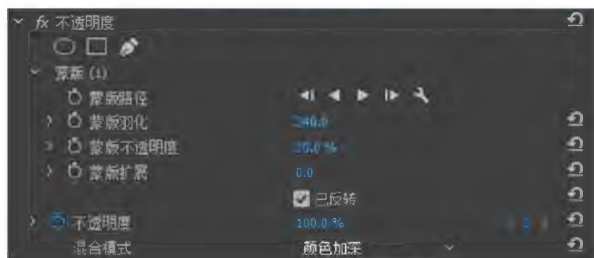 fx 不透明度
蒙版 (1)
蒙版路径
蒙版羽化 240.0
蒙版不透明度
蒙版扩展 0.0
已反转
不透明度 100.0 %
混合模式 颜色加深